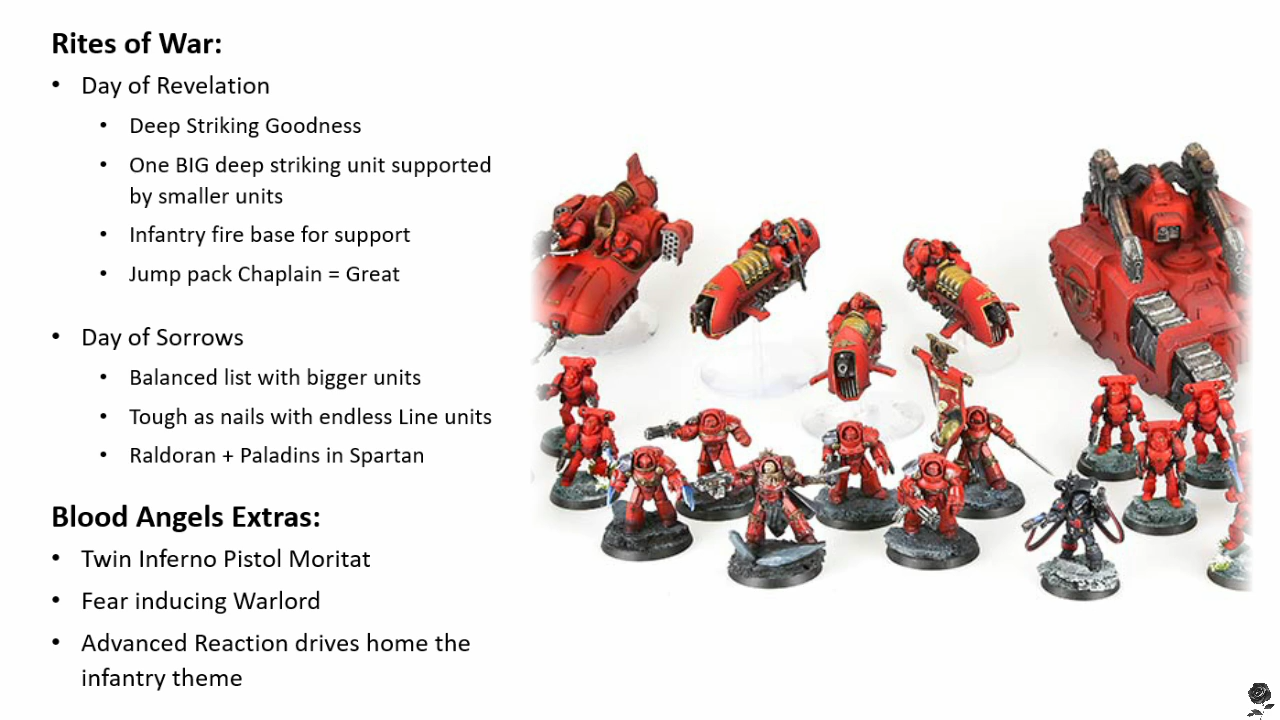 Rites of War:
• Day of Revelation
• Deep Striking Goodness
• One BIG deep striking unit supported
by smaller units
• Infantry fire base for support
• Jump pack Chaplain = Great
• Day of Sorrows
• Balanced list with bigger units
• Tough as nails with endless Line units
• Raldoran + Paladins in Spartan
Blood Angels Extras:
• Twin Inferno Pistol Moritat
• Fear inducing Warlord
• Advanced Reaction drives home the
infantry theme